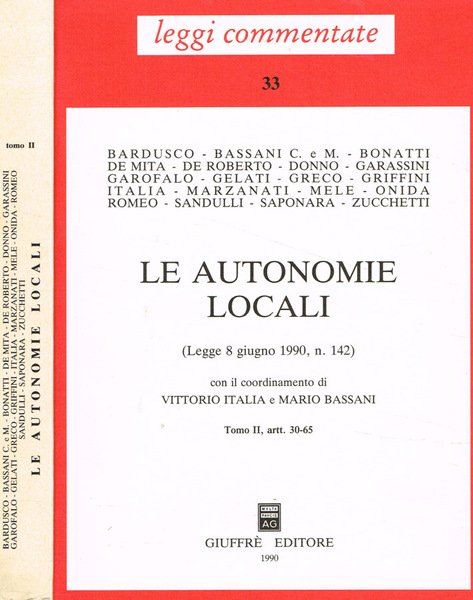 leggi commentate
33
BARDUSCO - BASSANI C. e M. - BONATTI
DE MITA - DE ROBERTO - DONNO - GARASSINI
GAROFALO - GELATI - GRECO - GRIFFINI
ITALIA - MARZANATI - MELE - ONIDA
ROMEO - SANDULLI - SAPONARA - ZUCCHETTI
LE AUTONOMIE
LOCALI
(Legge 8 giugno 1990, n. 142)
con il coordinamento di
VITTORIO ITALIA e MARIO BASSANI
Tomo II, artt. 30-65
MULTA
PAUCIS
AG
GIUFFRÈ EDITORE
1990
tomo II
BARDUSCO - BASSANI C. e M. - BONATTI - DE MITA - DE ROBERTO - DONNO - GARASSINI
GAROFALO - GELATI - GRECO - GRIFFINI - ITALIA - MARZANATI - MELE - ONIDA - ROMEO
SANDULLI - SAPONARA - ZUCCHETTI
LE AUTONOMIE LOCALI